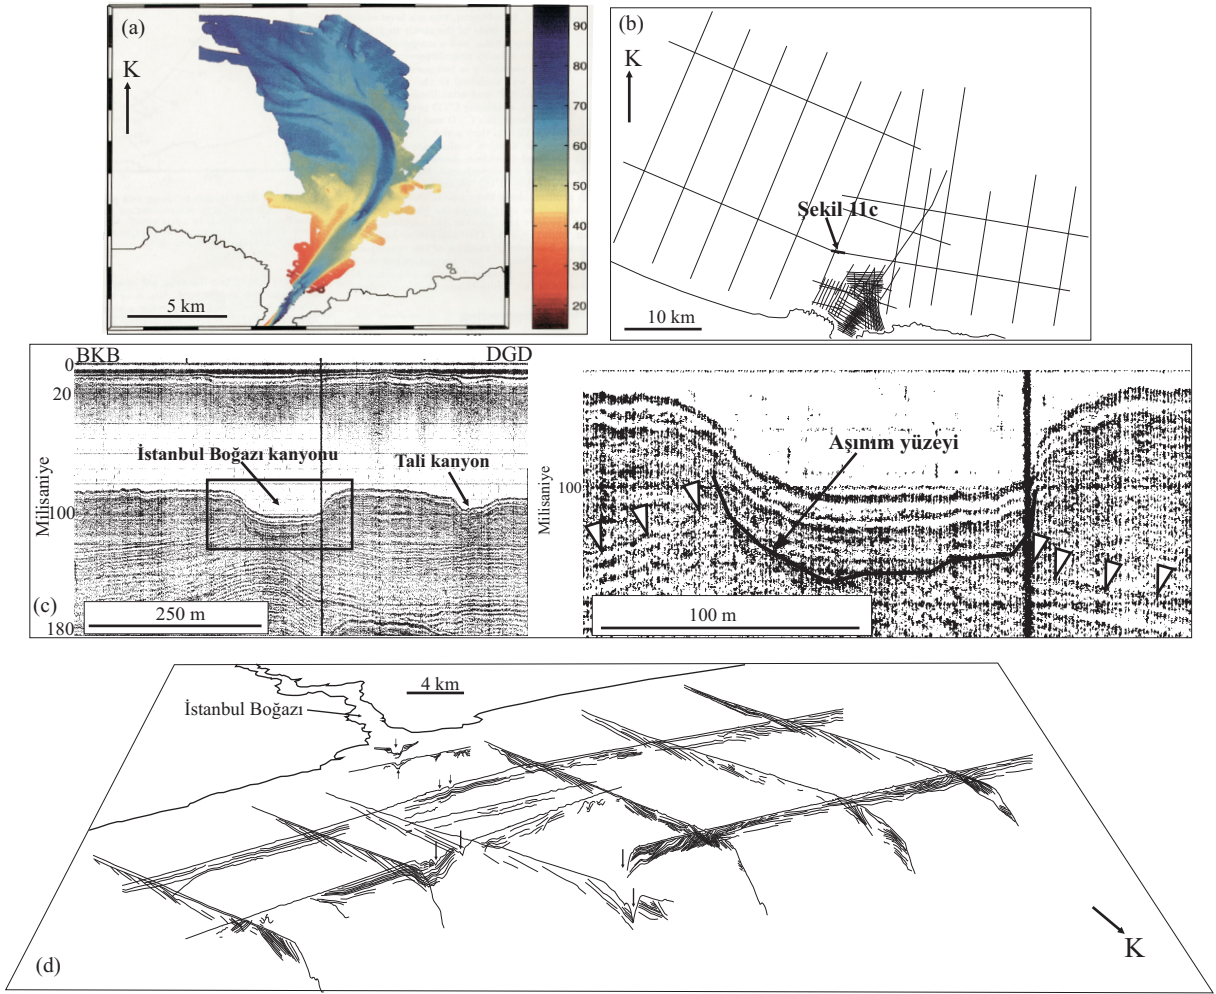 (a)
K
5 km
90
80
70
60
50
40
30
20
(b)
K
Sekil 11c
10 km
BKB
DGD
0
20
Milisaniye
100
180
İstanbul Boğazı kanyonu
Tali kanyon
(c)
250 m
Milisaniye
100
Aşınım yüzeyi
100 m
4 km
İstanbul Boğazı
K
(d)